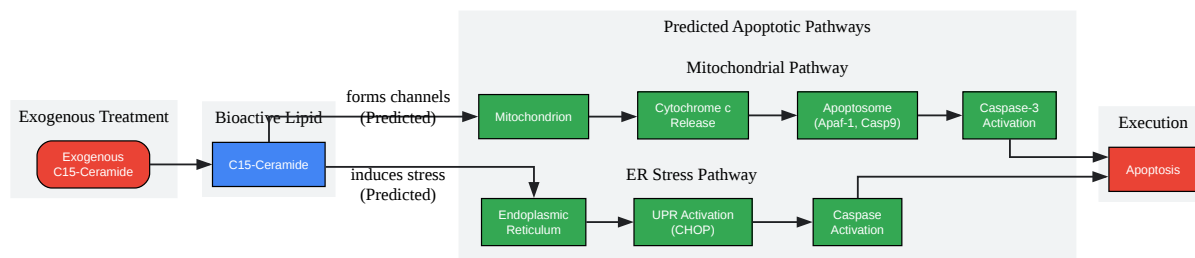 Predicted Apoptotic Pathways
Mitochondrial Pathway
forms channels
(Predicted)
Exogenous Treatment
Bioactive Lipid
Mitochondrion
Cytochrome c
Release
Apoptosome
(Apaf-1, Casp9)
Caspase-3
Activation
Execution
Exogenous
C15-Ceramide
C15-Ceramide
Apoptosis
induces stress
(Predicted)
ER Stress Pathway
Endoplasmic
Reticulum
UPR Activation
(CHOP)
Caspase
Activation